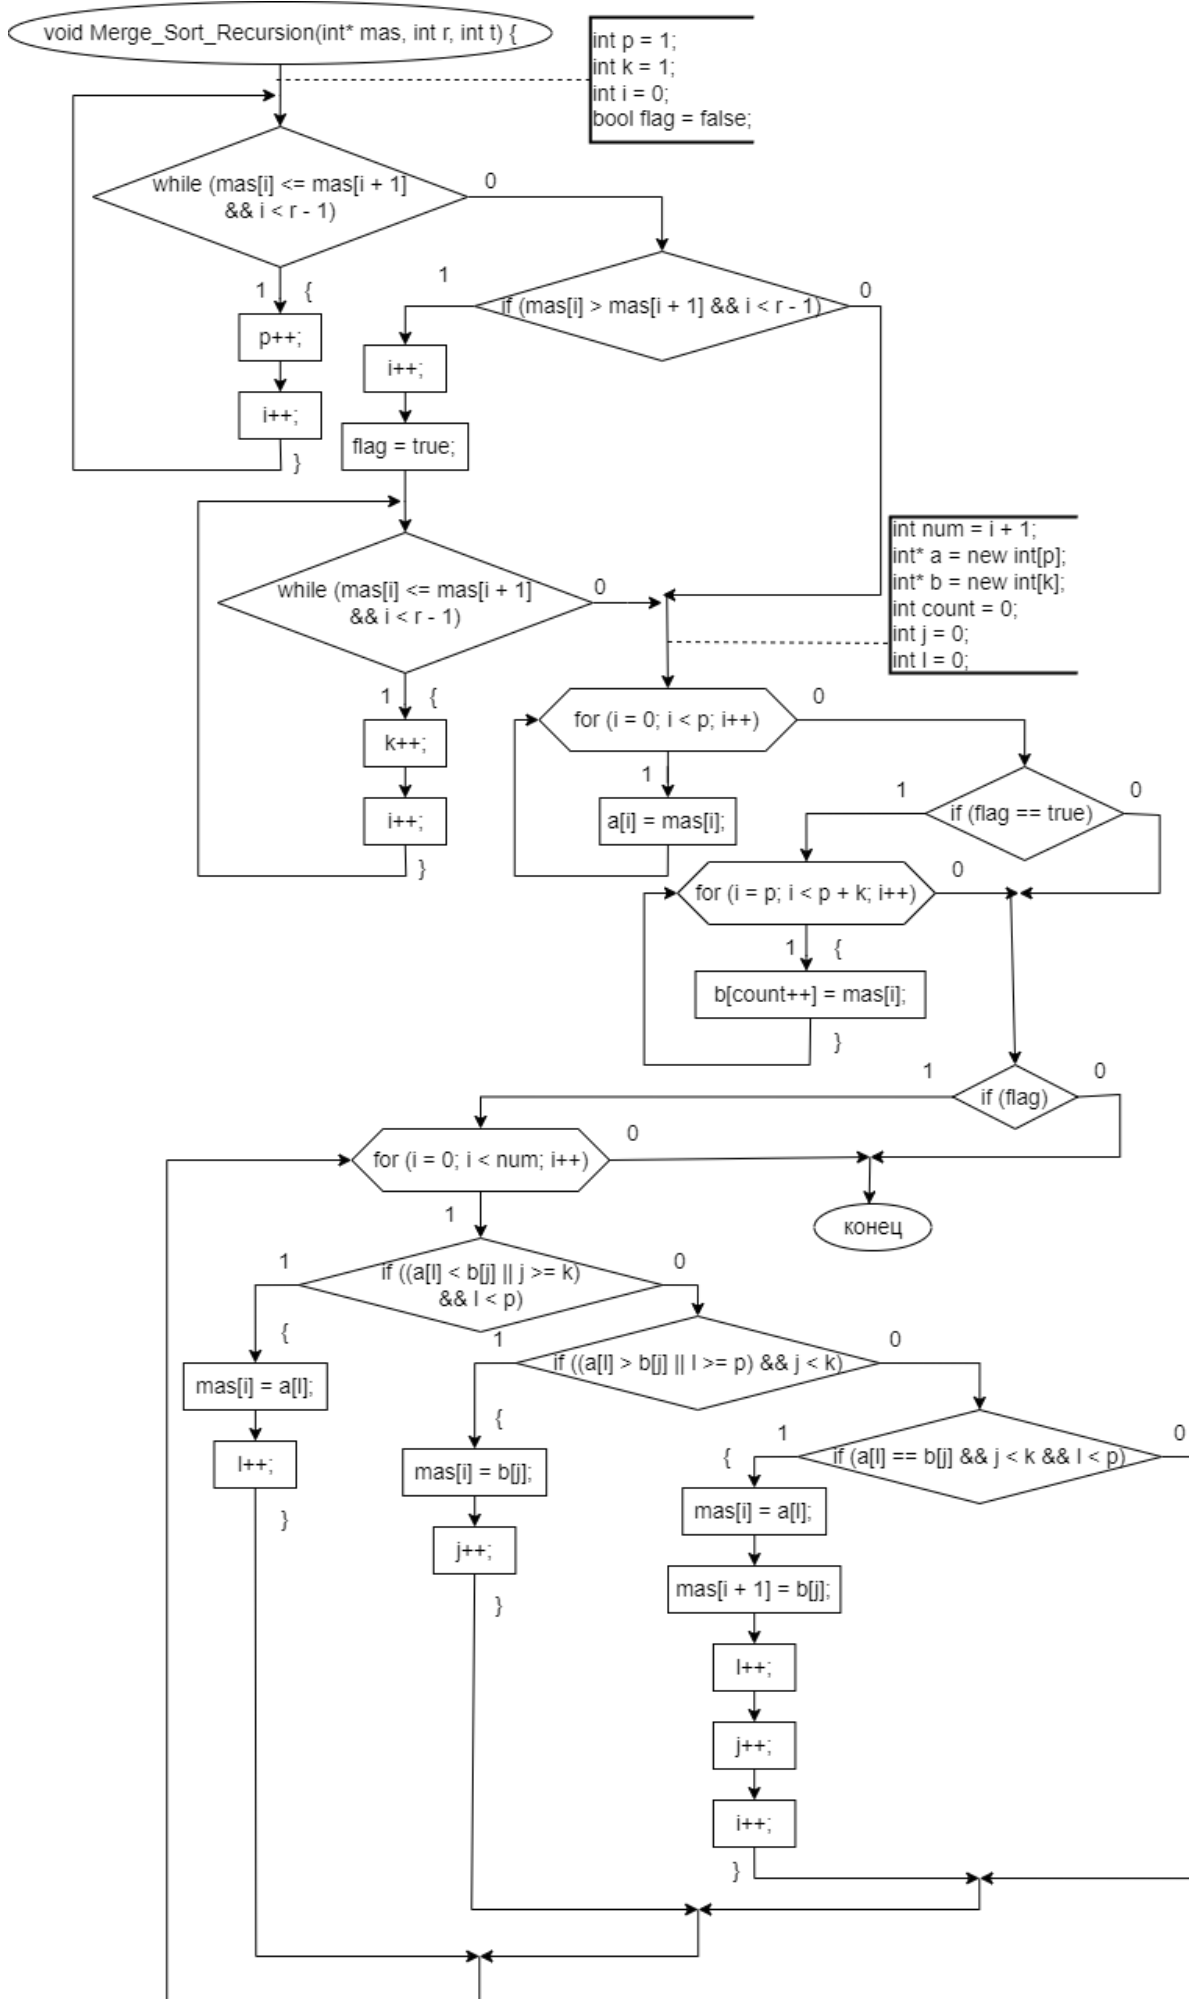 void Merge_Sort_Recursion(int* mas, int r, int t) {
int p = 1;
int k = 1;
int i = 0;
bool flag = false;
while (mas[i] <= mas[i + 1]
&& i < r - 1)
0
1
{
p++;
i++;
}
if (mas[i] > mas[i + 1] && i < r - 1)
1
0
i++;
flag = true;
while (mas[i] <= mas[i + 1]
&& i < r - 1)
0
1
{
k++;
i++;
}
int num = i + 1;
int* a = new int[p];
int* b = new int[k];
int count = 0;
int j = 0;
int l = 0;
for (i = 0; i < p; i++)
0
1
a[i] = mas[i];
if (flag == true)
1
0
for (i = p; i < p + k; i++)
0
1
{
b[count++] = mas[i];
}
if (flag)
1
0
for (i = 0; i < num; i++)
0
1
конец
if ((a[l] < b[j] || j >= k)
&& l < p)
1
0
{
mas[i] = a[l];
l++;
}
if ((a[l] > b[j] || l >= p) && j < k)
1
0
{
mas[i] = b[j];
j++;
}
if (a[l] == b[j] && j < k && l < p)
1
0
{
mas[i] = a[l];
mas[i + 1] = b[j];
l++;
j++;
i++;
}